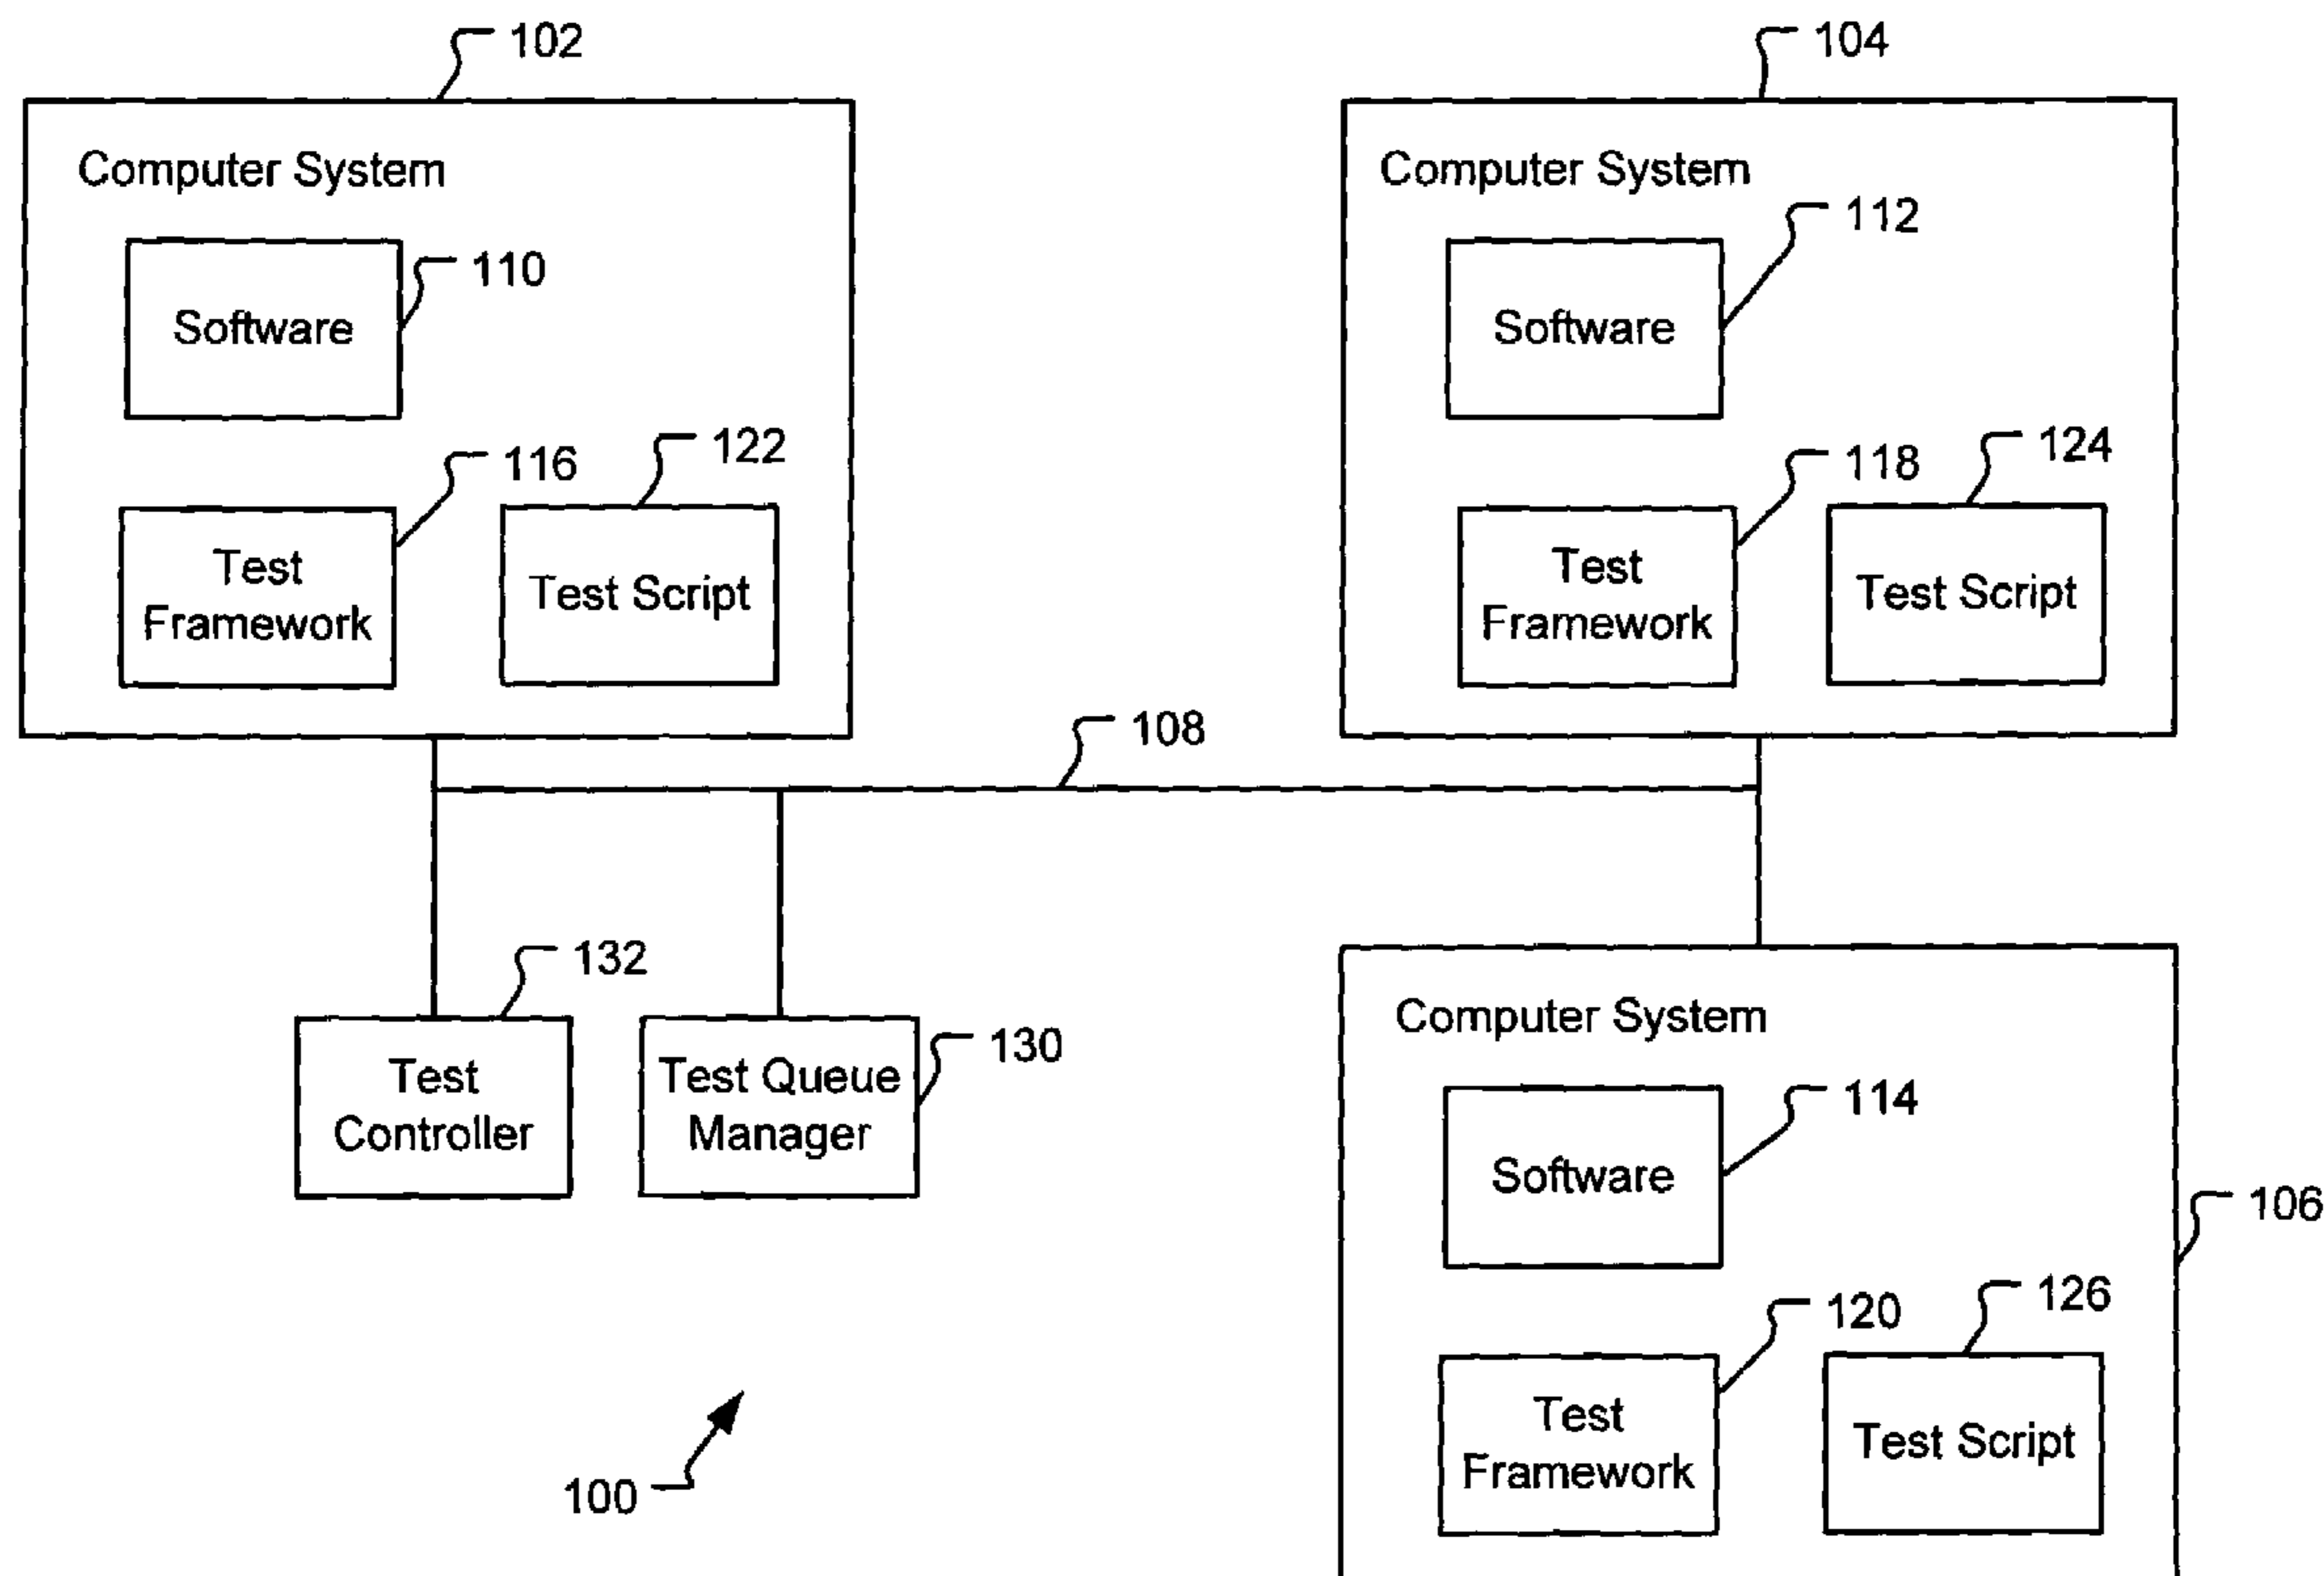 102
104
Computer System
Computer System
112
110
Software
Software
122
124
116
118
Test
Framework
Test Script
Test
Framework
Test Script
108
132
130
Computer System
Test
Controller
Test Queue
Manager
114
Software
106
126
120
Test
Framework
Test Script
100